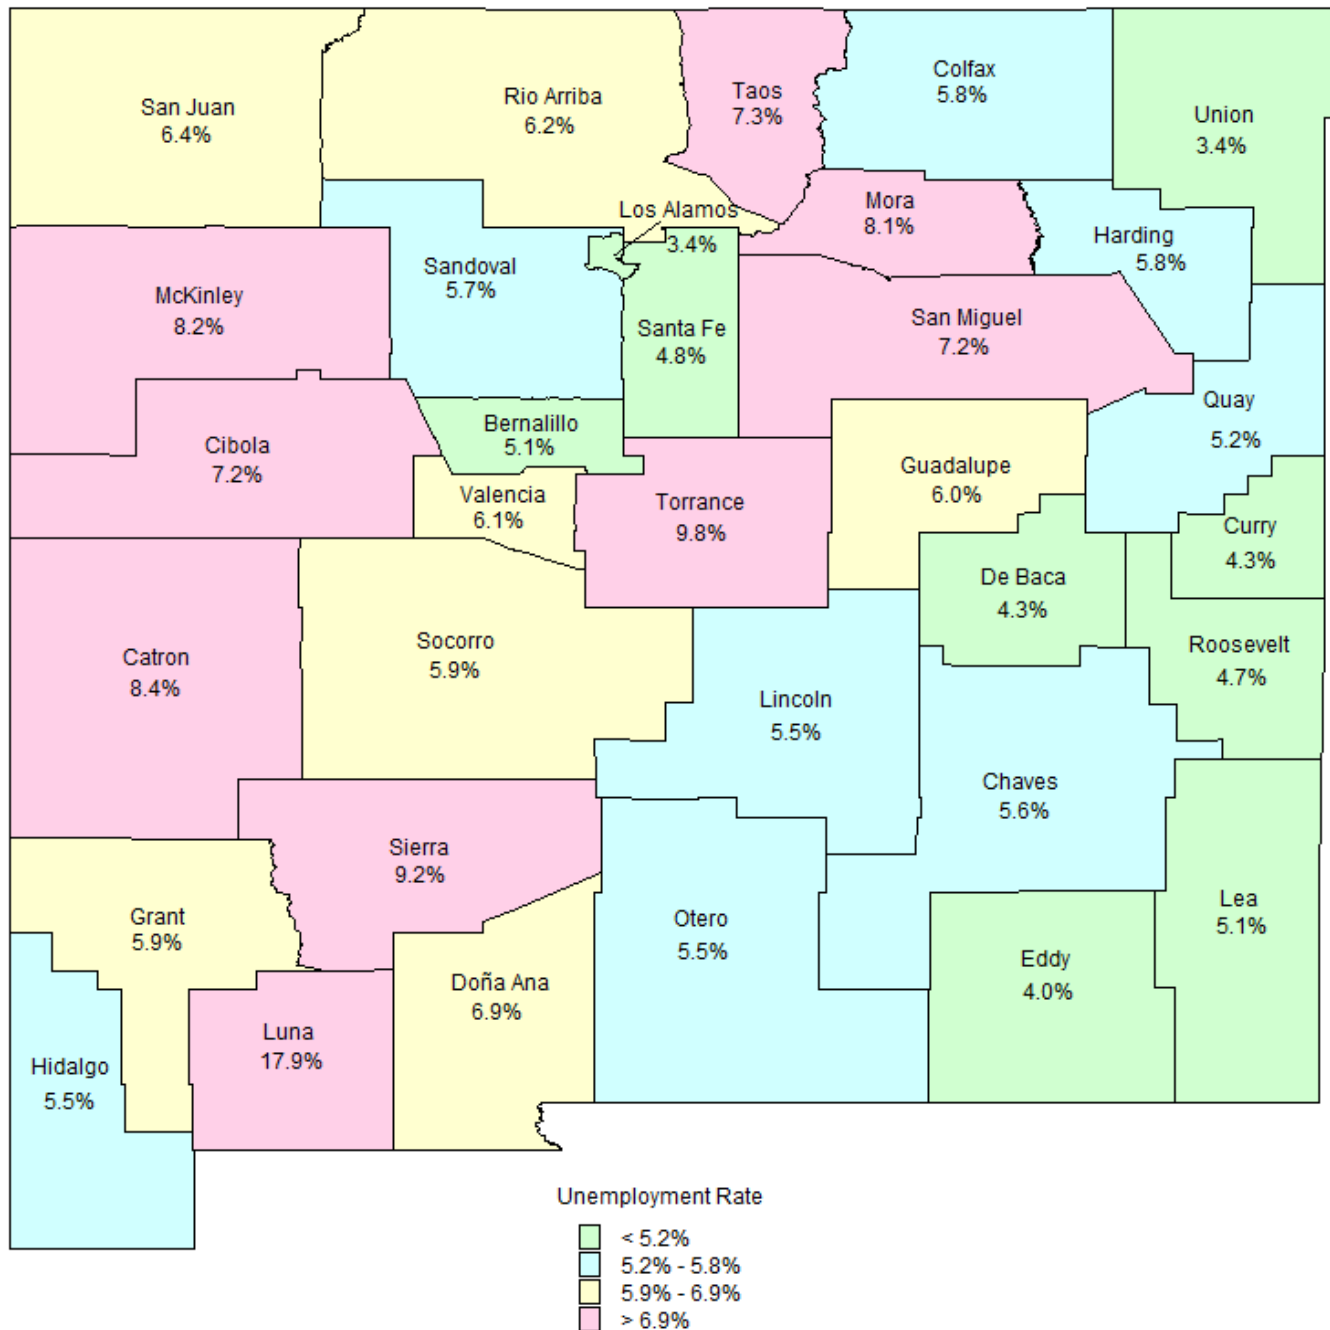 San Juan
6.4%
Rio Arriba
6.2%
Taos
7.3%
Colfax
5.8%
Union
3.4%
Los Alamos
3.4%
Mora
8.1%
Harding
5.8%
Sandoval
5.7%
McKinley
8.2%
Santa Fe
4.8%
San Miguel
7.2%
Quay
5.2%
Bernalillo
5.1%
Cibola
7.2%
Guadalupe
6.0%
Valencia
6.1%
Torrance
9.8%
Curry
4.3%
De Baca
4.3%
Roosevelt
4.7%
Socorro
5.9%
Catron
8.4%
Lincoln
5.5%
Chaves
5.6%
Sierra
9.2%
Lea
5.1%
Grant
5.9%
Otero
5.5%
Eddy
4.0%
Doña Ana
6.9%
Luna
17.9%
Hidalgo
5.5%
Unemployment Rate
< 5.2%
5.2% - 5.8%
5.9% - 6.9%
> 6.9%